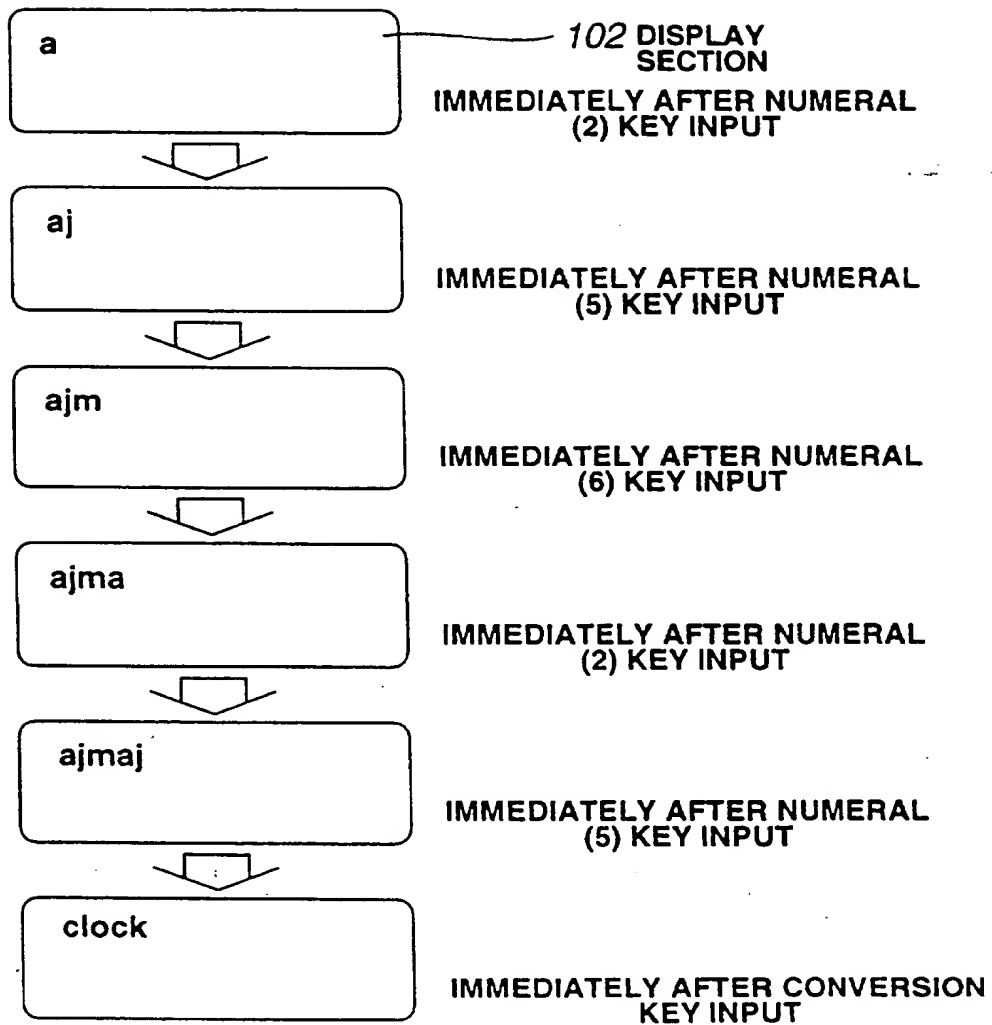 a
102 DISPLAY
SECTION
IMMEDIATELY AFTER NUMERAL
(2) KEY INPUT
aj
IMMEDIATELY AFTER NUMERAL
(5) KEY INPUT
ajm
IMMEDIATELY AFTER NUMERAL
(6) KEY INPUT
ajma
IMMEDIATELY AFTER NUMERAL
(2) KEY INPUT
ajmaj
IMMEDIATELY AFTER NUMERAL
(5) KEY INPUT
clock
IMMEDIATELY AFTER CONVERSION
KEY INPUT